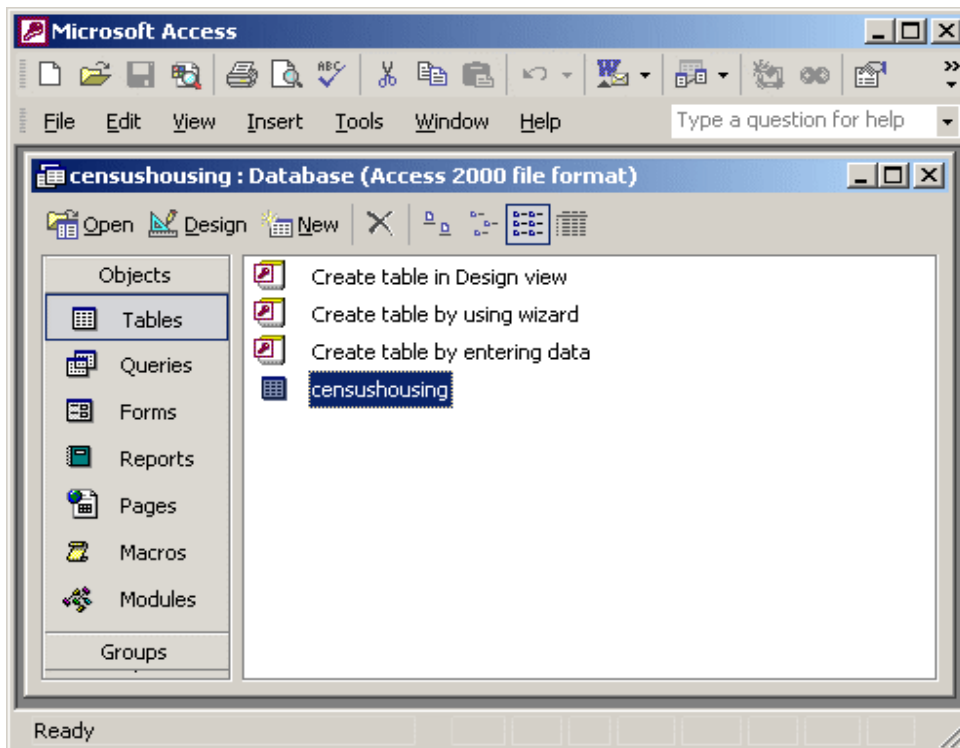 Microsoft Access
ABC
W
File Edit View Insert Tools Window Help Type a question for help
censushousing : Database (Access 2000 file format)
Open Design New
Objects
Tables
Queries
Forms
Reports
Pages
Macros
Modules
Groups
Create table in Design view
Create table by using wizard
Create table by entering data
censushousing
Ready